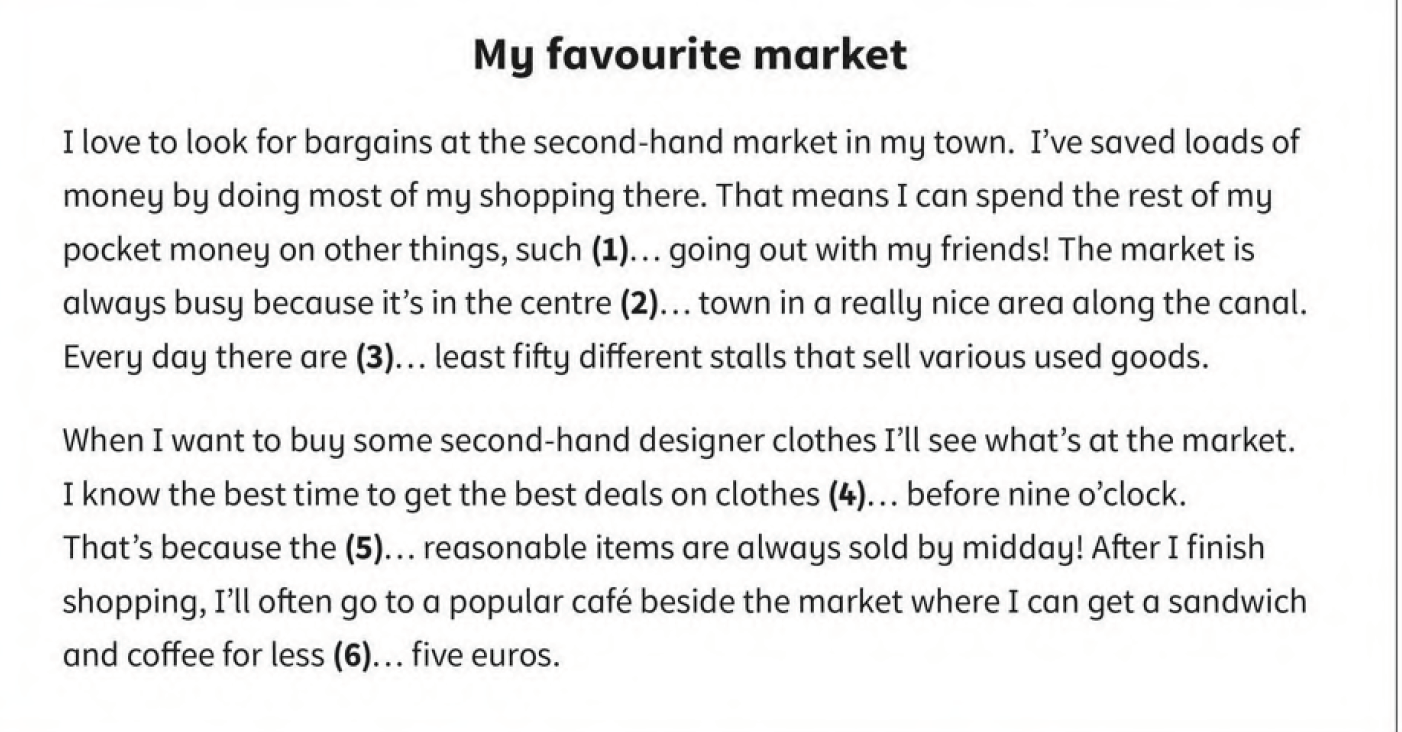 My favourite market
I love to look for bargains at the second-hand market in my town.  I've saved loads of
money by doing most of my shopping there. That means I can spend the rest of my
pocket money on other things, such (1)… going out with my friends! The market is
always busy because it's in the centre (2)… town in a really nice area along the canal.
Every day there are (3)… least fifty different stalls that sell various used goods.
When I want to buy some second-hand designer clothes I'll see what's at the market.
I know the best time to get the best deals on clothes (4)… before nine o'clock.
That's because the (5)… reasonable items are always sold by midday! After I finish
shopping, I'll often go to a popular café beside the market where I can get a sandwich
and coffee for less (6)… five euros.